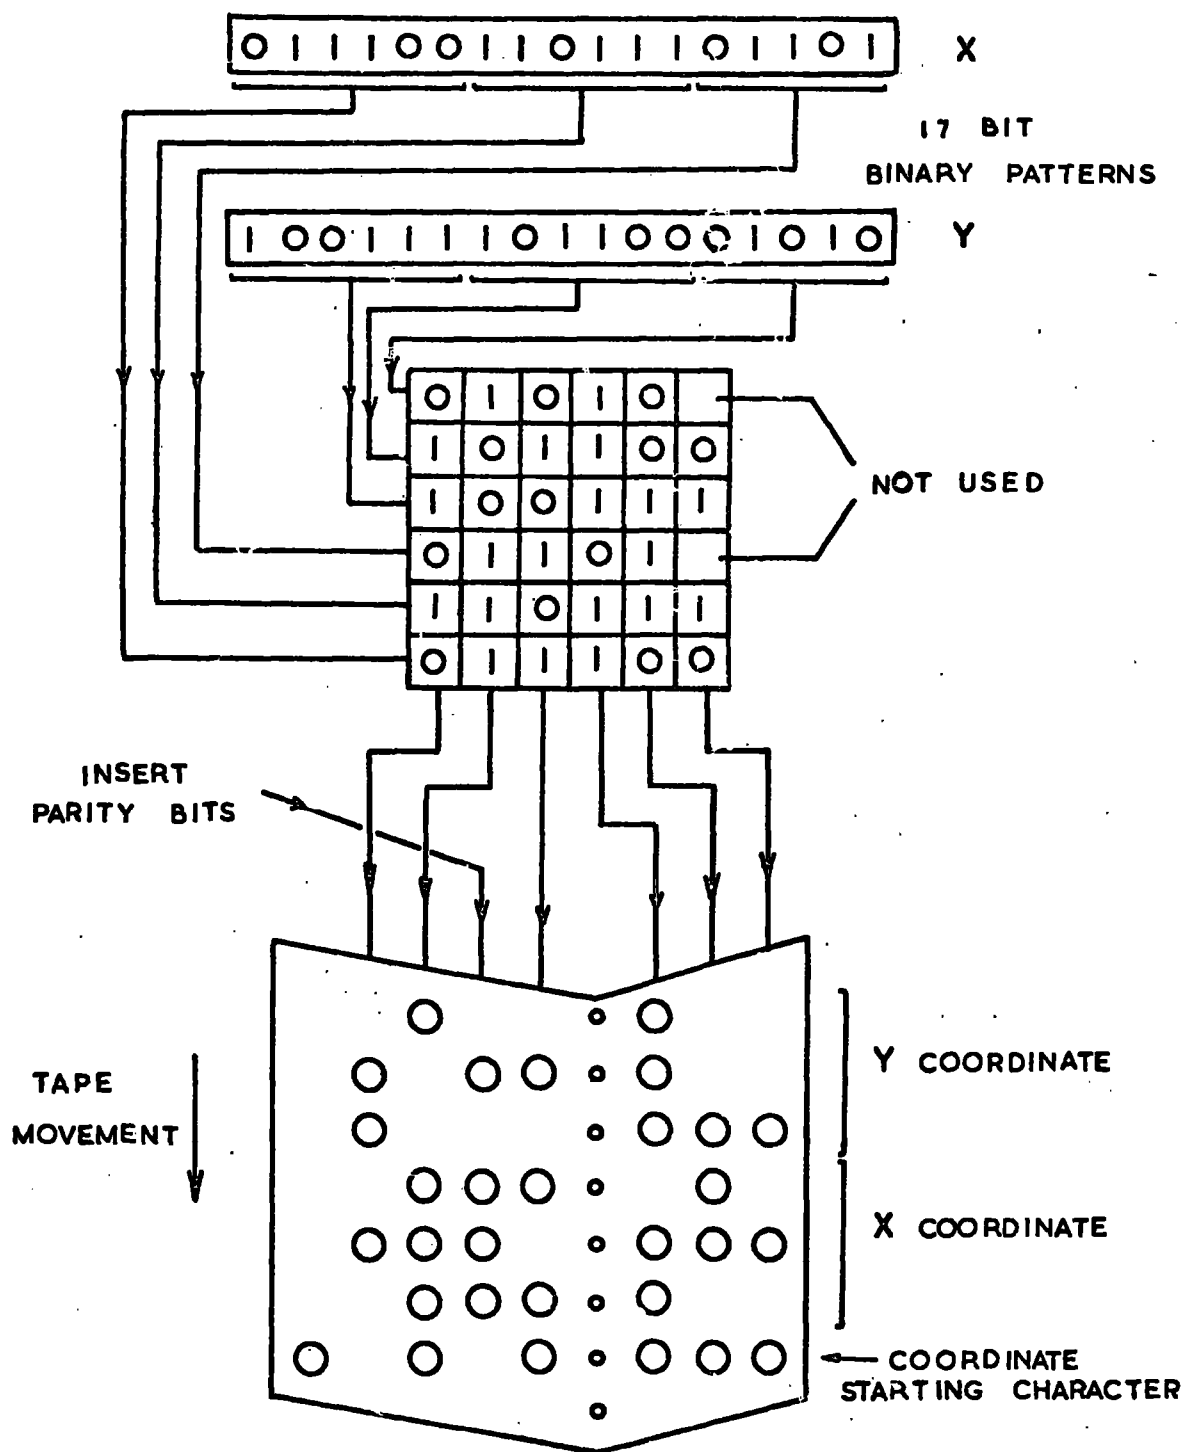 0 1 1 1 0 0 1 1 0 1 1 1 0 1 1 0 1 X
17 BIT
BINARY PATTERNS
1 0 0 1 1 1 1 0 1 1 0 0 0 1 0 1 0 Y
0 1 0 1 0
1 0 1 1 0 0
NOT USED
1 0 0 1 1 1
0 1 1 0 1
1 1 0 1 1 1
0 1 1 1 0 0
INSERT
PARITY BITS
TAPE
MOVEMENT
Y COORDINATE
X COORDINATE
COORDINATE
STARTING CHARACTER